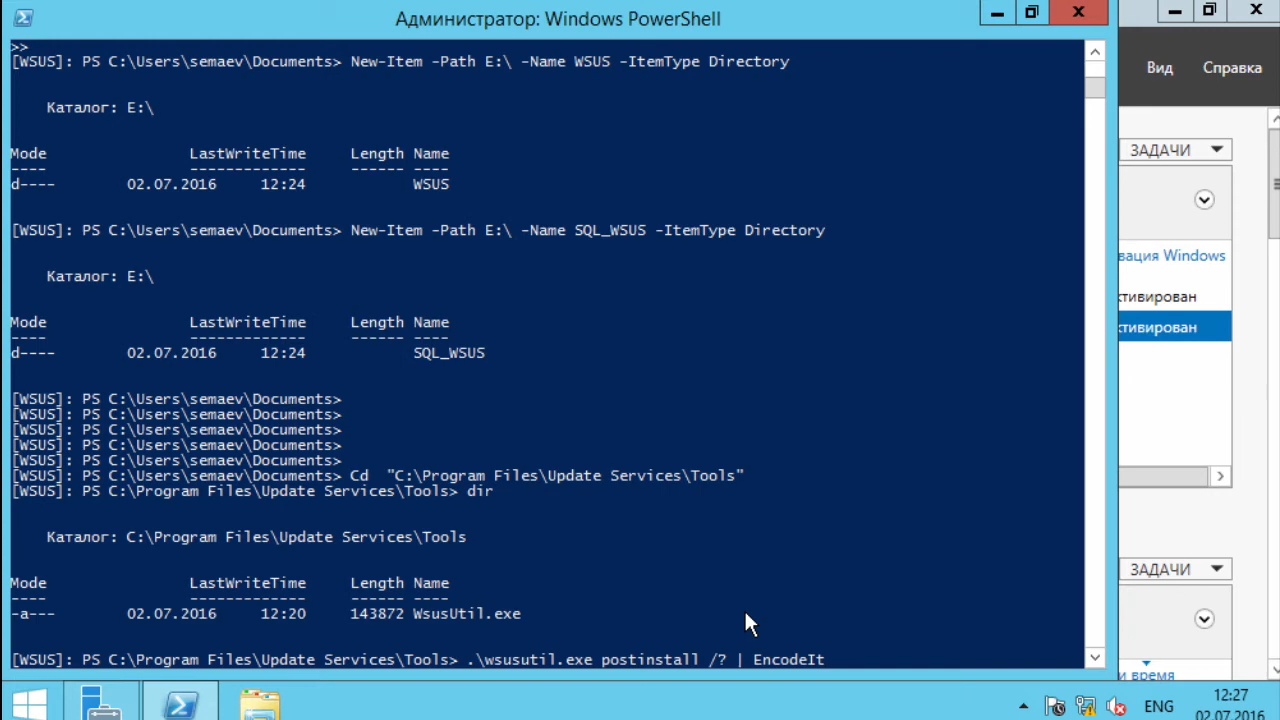 Администратор: Windows PowerShell
>>
[WSUS]: PS C:\Users\semaev\Documents> New-Item -Path E:\ -Name WSUS -ItemType Directory
Каталог: E:\
Mode LastWriteTime Length Name
---- ------------- ------ ----
d---- 02.07.2016 12:24 WSUS
[WSUS]: PS C:\Users\semaev\Documents> New-Item -Path E:\ -Name SQL_WSUS -ItemType Directory
Каталог: E:\
Mode LastWriteTime Length Name
---- ------------- ------ ----
d---- 02.07.2016 12:24 SQL_WSUS
[WSUS]: PS C:\Users\semaev\Documents>
[WSUS]: PS C:\Users\semaev\Documents>
[WSUS]: PS C:\Users\semaev\Documents>
[WSUS]: PS C:\Users\semaev\Documents>
[WSUS]: PS C:\Users\semaev\Documents>
[WSUS]: PS C:\Users\semaev\Documents> Cd  "C:\Program Files\Update Services\Tools"
[WSUS]: PS C:\Program Files\Update Services\Tools> dir
Каталог: C:\Program Files\Update Services\Tools
Mode LastWriteTime Length Name
---- ------------- ------ ----
-a--- 02.07.2016 12:20 143872 WsusUtil.exe
[WSUS]: PS C:\Program Files\Update Services\Tools> .\wsusutil.exe postinstall /? | EncodeIt
Вид Справка
ЗАДАЧИ
вация Windows
ктивирован
ктивирован
ЗАДАЧИ
и время
ENG
12:27
02.07.2016